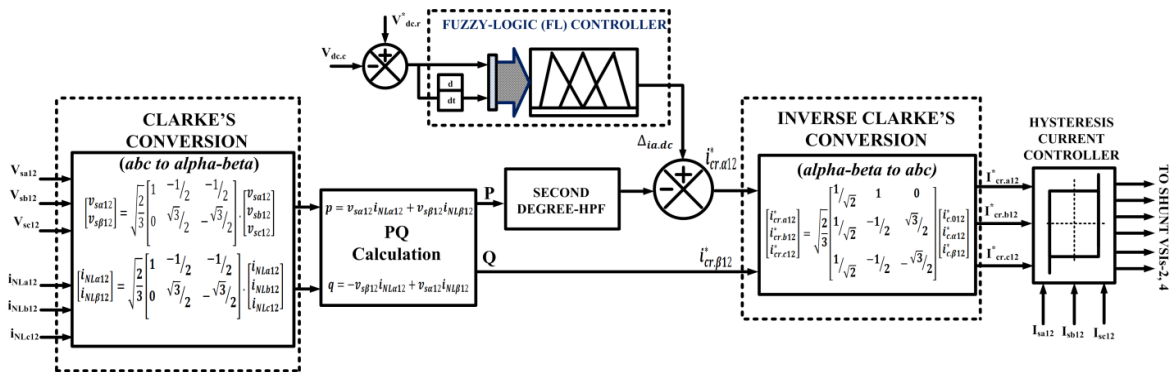 V*dc.r
Vdc.c
+
−
FUZZY-LOGIC (FL) CONTROLLER
d
dt
Δia.dc
CLARKE'S
CONVERSION
(abc to alpha-beta)
Vsa12
Vsb12
Vsc12
iNLa12
iNLb12
iNLc12
[vsα12 vsβ12] = √2/3 [1 −1/2 −1/2 0 √3/2 −√3/2] · [vsa12 vsb12 vsc12]
[iNLα12 iNLβ12] = √2/3 [1 −1/2 −1/2 0 √3/2 −√3/2] · [iNLa12 iNLb12 iNLc12]
p = vsα12 iNLα12 + vsβ12 iNLβ12
PQ
Calculation
q = −vsβ12 iNLα12 + vsα12 iNLβ12
P
Q
SECOND
DEGREE-HPF
+
−
i*cr.α12
i*cr.β12
INVERSE CLARKE'S
CONVERSION
(alpha-beta to abc)
[i*cr.a12 i*cr.b12 i*cr.c12] = √2/3 [1/√2 1 0 1/√2 −1/2 √3/2 1/√2 −1/2 −√3/2] [i*c.012 i*c.α12 i*c.β12]
I*cr.a12
I*cr.b12
I*cr.c12
HYSTERESIS
CURRENT
CONTROLLER
Isa12
Isb12
Isc12
TO SHUNT VSIs-2, 4